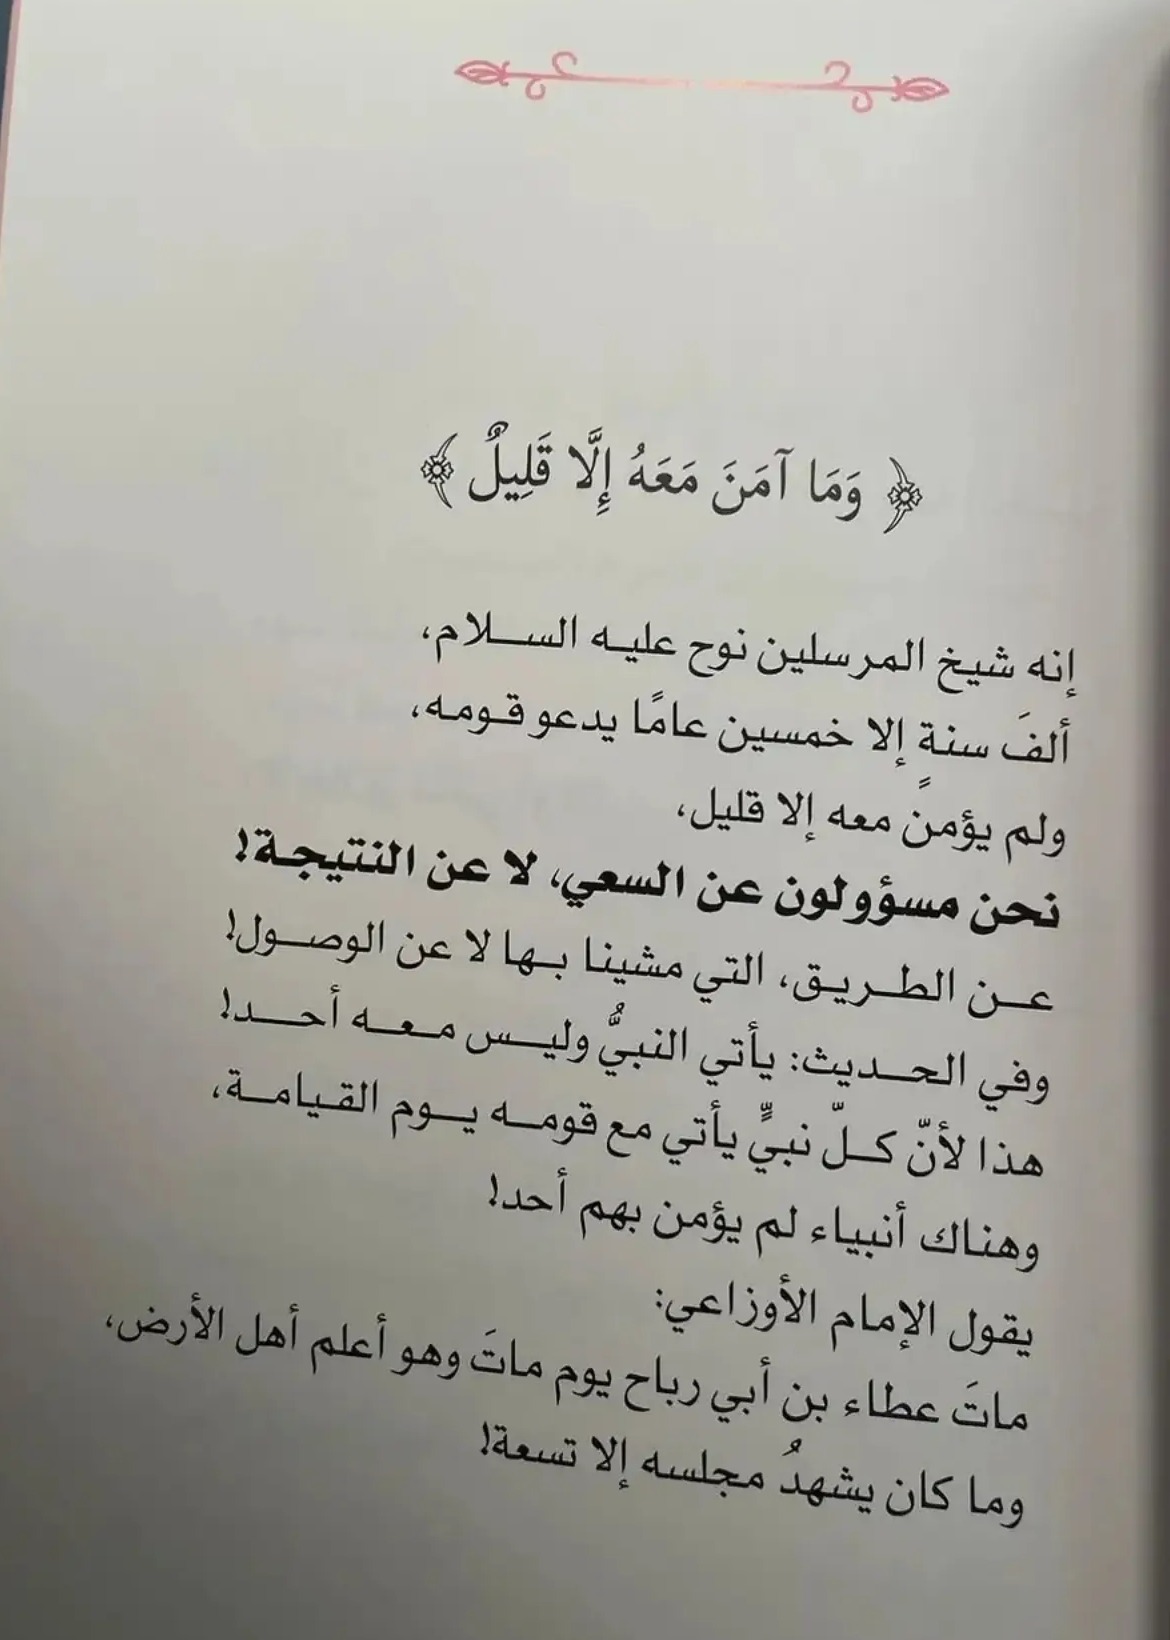 ﴿ وَمَا آمَنَ مَعَهُ إِلَّا قَلِيلٌ ﴾
إنه شيخ المرسلين نوح عليه السلام،
ألفَ سنةٍ إلا خمسين عامًا يدعو قومه،
ولم يؤمنْ معه إلا قليل،
نحن مسؤولون عن السعي، لا عن النتيجة!
عن الطريق، التي مشينا بها لا عن الوصول!
وفي الحديث: يأتي النبيُّ وليس معه أحد!
هذا لأنّ كلّ نبيٍّ يأتي مع قومه يوم القيامة،
وهناك أنبياء لم يؤمن بهم أحد!
يقول الإمام الأوزاعي:
ماتَ عطاء بن أبي رباح يوم ماتَ وهو أعلم أهل الأرض،
وما كان يشهدُ مجلسه إلا تسعة!